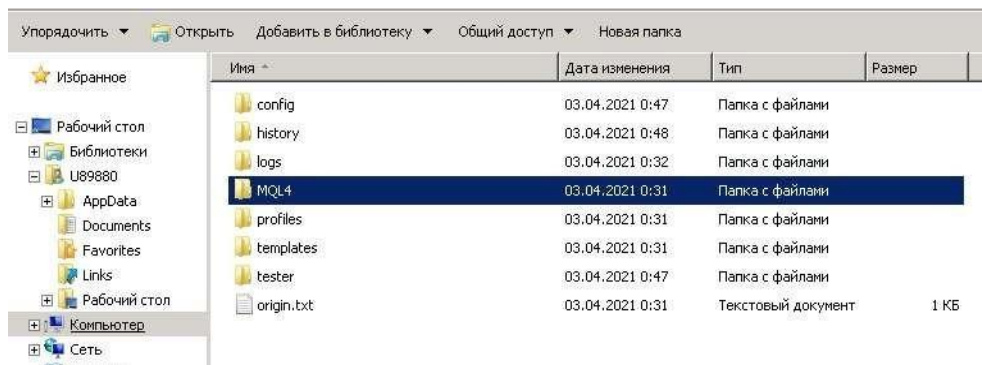 Упорядочить Открыть Добавить в библиотеку Общий доступ Новая папка
Избранное
Рабочий стол
Библиотеки
U89880
AppData
Documents
Favorites
Links
Рабочий стол
Компьютер
Сеть
Имя Дата изменения Тип Размер
config 03.04.2021 0:47 Папка с файлами
history 03.04.2021 0:48 Папка с файлами
logs 03.04.2021 0:32 Папка с файлами
MQL4 03.04.2021 0:31 Папка с файлами
profiles 03.04.2021 0:31 Папка с файлами
templates 03.04.2021 0:31 Папка с файлами
tester 03.04.2021 0:47 Папка с файлами
origin.txt 03.04.2021 0:31 Текстовый документ 1 КБ